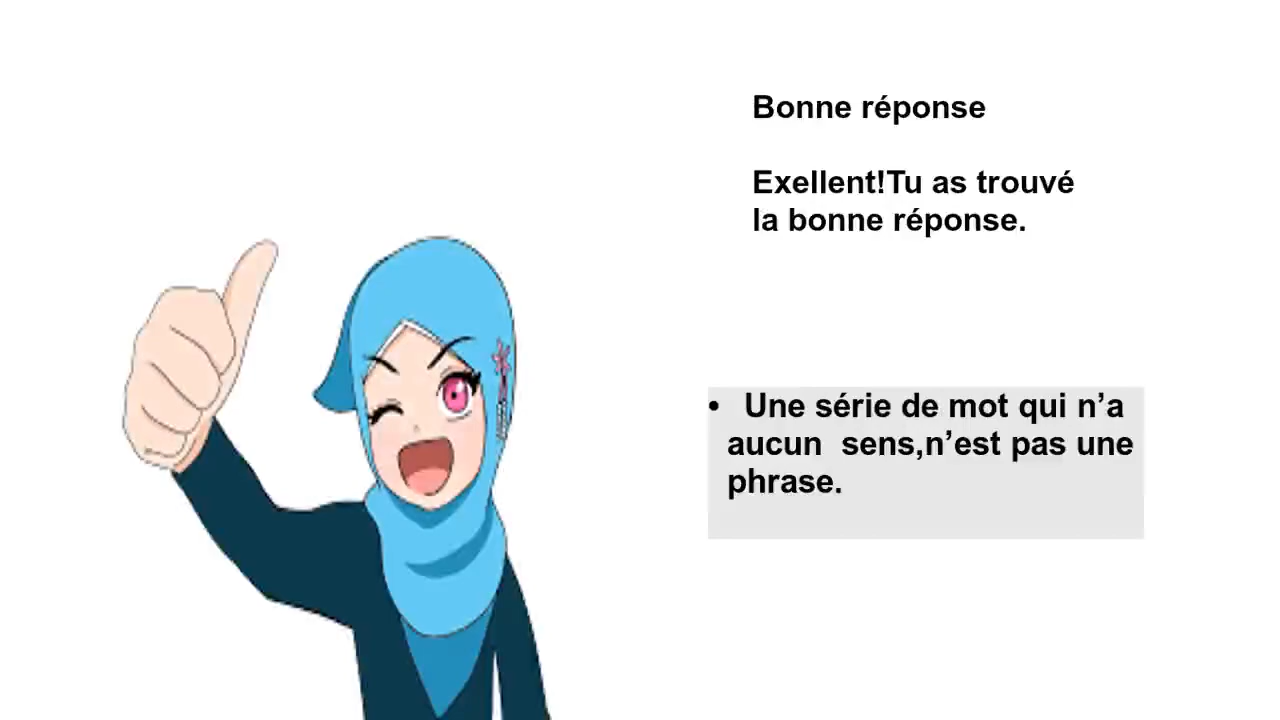 Bonne réponse
Exellent!Tu as trouvé
la bonne réponse.
• Une série de mot qui n’a
aucun  sens,n’est pas une
phrase.